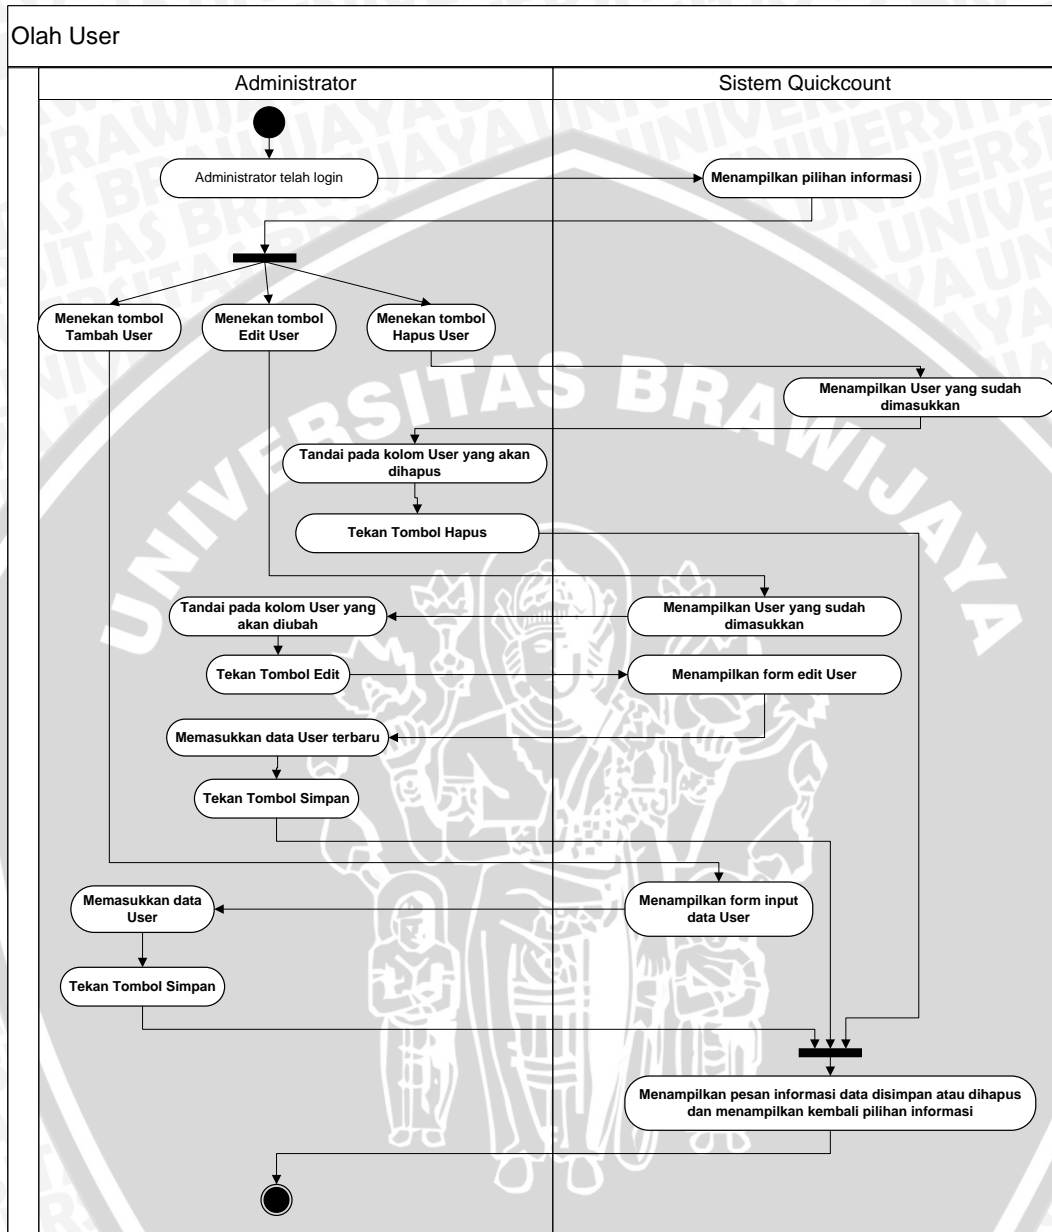 Olah User
Administrator
Sistem Quickcount
Administrator telah login
Menampilkan pilihan informasi
Menekan tombol
Tambah User
Menekan tombol
Edit User
Menekan tombol
Hapus User
Menampilkan User yang sudah
dimasukkan
Tandai pada kolom User yang akan
dihapus
Tekan Tombol Hapus
Tandai pada kolom User yang
akan diubah
Menampilkan User yang sudah
dimasukkan
Tekan Tombol Edit
Menampilkan form edit User
Memasukkan data User terbaru
Tekan Tombol Simpan
Memasukkan data
User
Menampilkan form input
data User
Tekan Tombol Simpan
Menampilkan pesan informasi data disimpan atau dihapus
dan menampilkan kembali pilihan informasi
UNIVERSITAS BRAWIJAYA